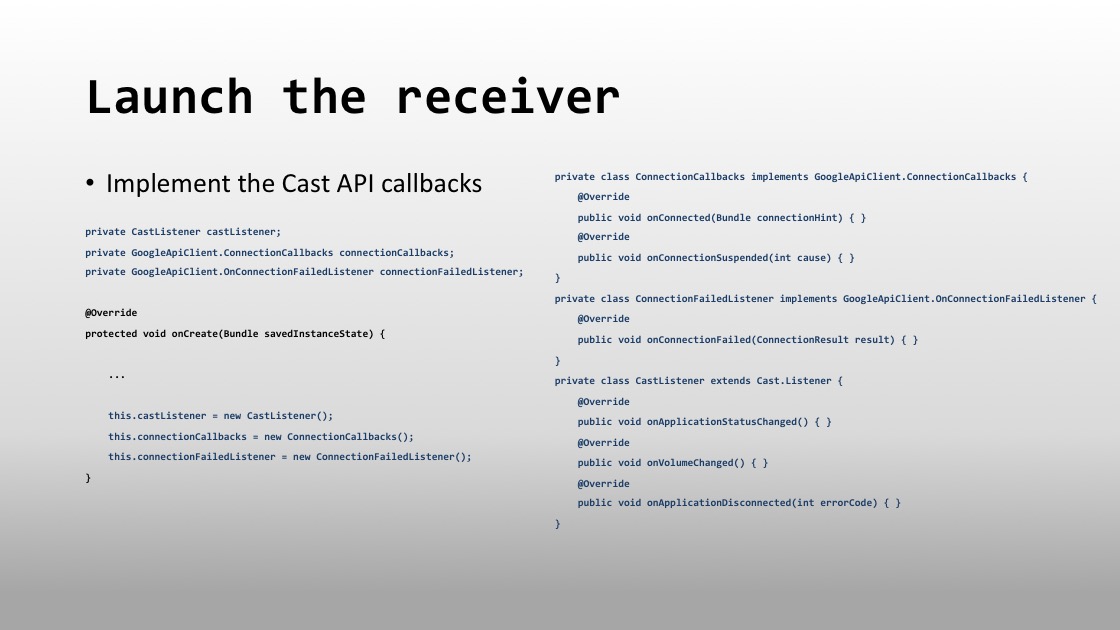 Launch the receiver
• Implement the Cast API callbacks
private CastListener castListener;
private GoogleApiClient.ConnectionCallbacks connectionCallbacks;
private GoogleApiClient.OnConnectionFailedListener connectionFailedListener;
@Override
protected void onCreate(Bundle savedInstanceState) {
...
this.castListener = new CastListener();
this.connectionCallbacks = new ConnectionCallbacks();
this.connectionFailedListener = new ConnectionFailedListener();
}
private class ConnectionCallbacks implements GoogleApiClient.ConnectionCallbacks {
@Override
public void onConnected(Bundle connectionHint) { }
@Override
public void onConnectionSuspended(int cause) { }
}
private class ConnectionFailedListener implements GoogleApiClient.OnConnectionFailedListener {
@Override
public void onConnectionFailed(ConnectionResult result) { }
}
private class CastListener extends Cast.Listener {
@Override
public void onApplicationStatusChanged() { }
@Override
public void onVolumeChanged() { }
@Override
public void onApplicationDisconnected(int errorCode) { }
}